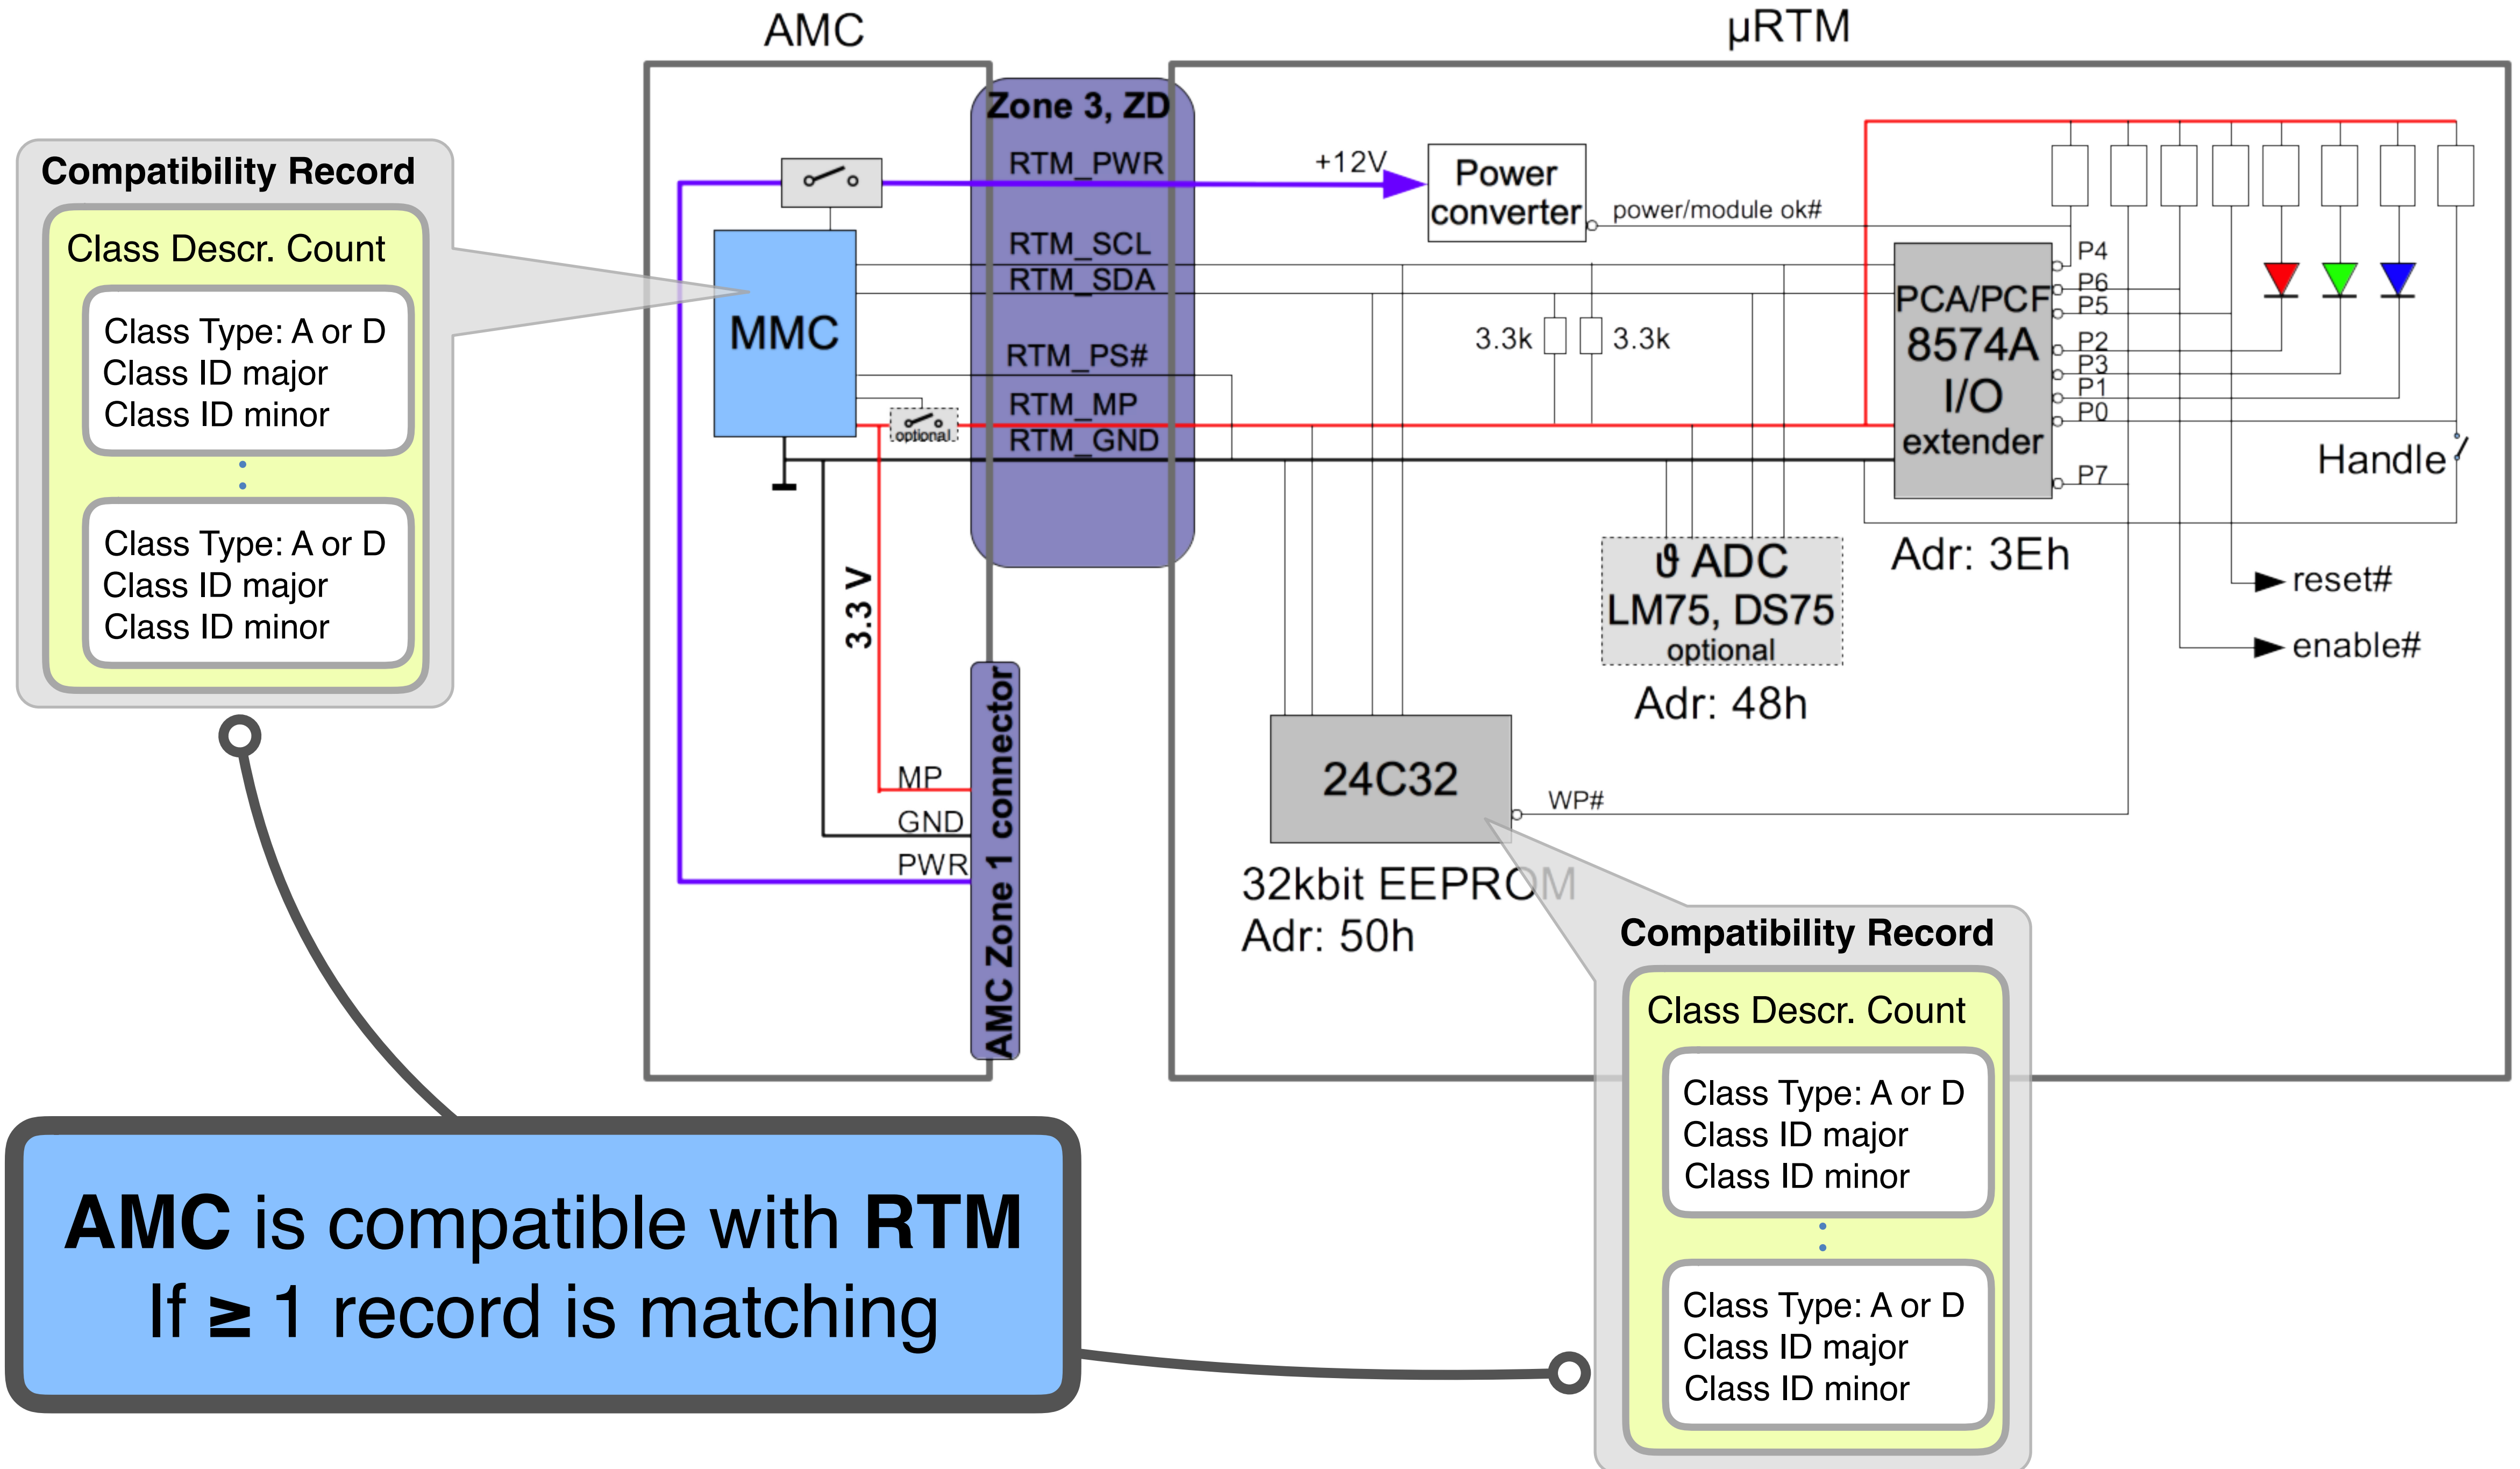 AMC
µRTM
Zone 3, ZD
Compatibility Record
Class Descr. Count
Class Type: A or D
Class ID major
Class ID minor
Class Type: A or D
Class ID major
Class ID minor
RTM_PWR
RTM_SCL
RTM_SDA
RTM_PS#
RTM_MP
RTM_GND
MMC
optional
3.3 V
MP
GND
PWR
AMC Zone 1 connector
+12V
Power
converter
power/module ok#
3.3k
3.3k
PCA/PCF
8574A
I/O
extender
P4
P6
P5
P2
P3
P1
P0
P7
Handle
Adr: 3Eh
reset#
enable#
ϑ ADC
LM75, DS75
optional
Adr: 48h
24C32
WP#
32kbit EEPROM
Adr: 50h
Compatibility Record
Class Descr. Count
Class Type: A or D
Class ID major
Class ID minor
Class Type: A or D
Class ID major
Class ID minor
AMC is compatible with RTM
If ≥ 1 record is matching